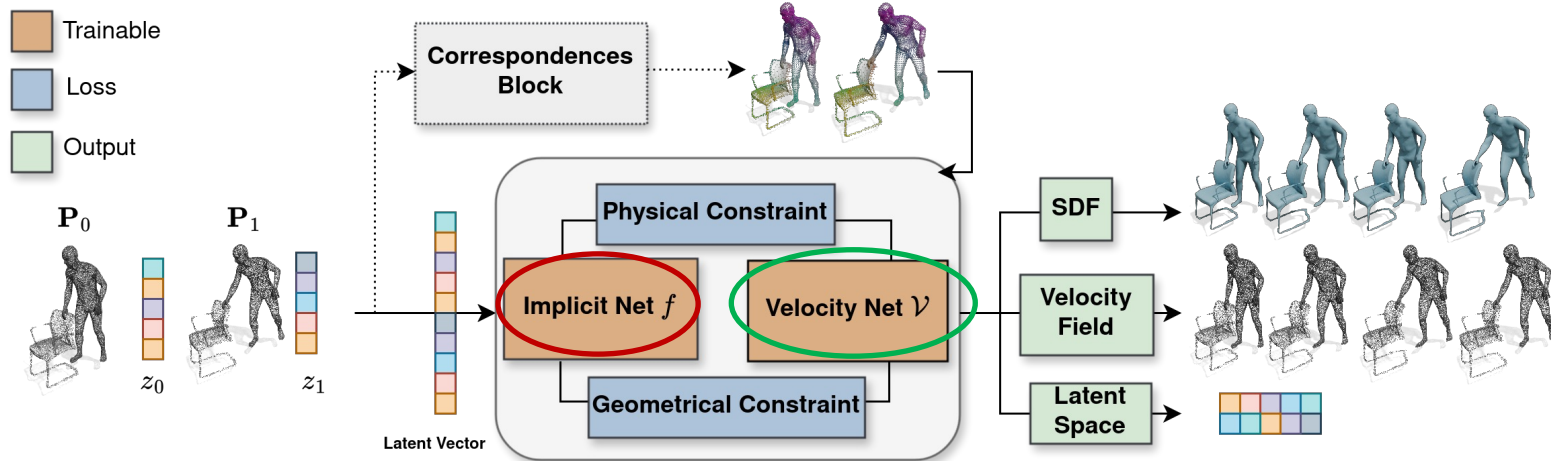 Trainable
Loss
Output
P₀
z₀
P₁
z₁
Correspondences
Block
Latent Vector
Physical Constraint
Implicit Net f
Velocity Net 𝒱
Geometrical Constraint
SDF
Velocity
Field
Latent
Space